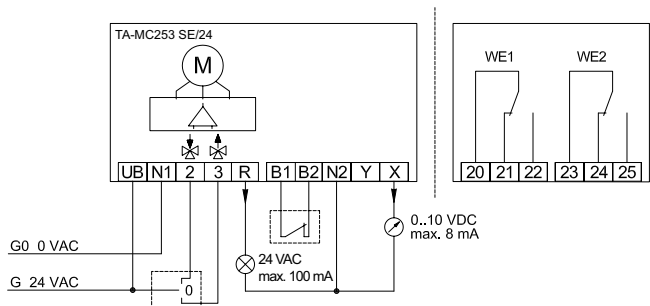 TA-MC253 SE/24
M
UB N1 2 3 R B1 B2 N2 Y X
G0 0 VAC
G 24 VAC
0
24 VAC
max. 100 mA
0..10 VDC
max. 8 mA
WE1 WE2
20 21 22 23 24 25